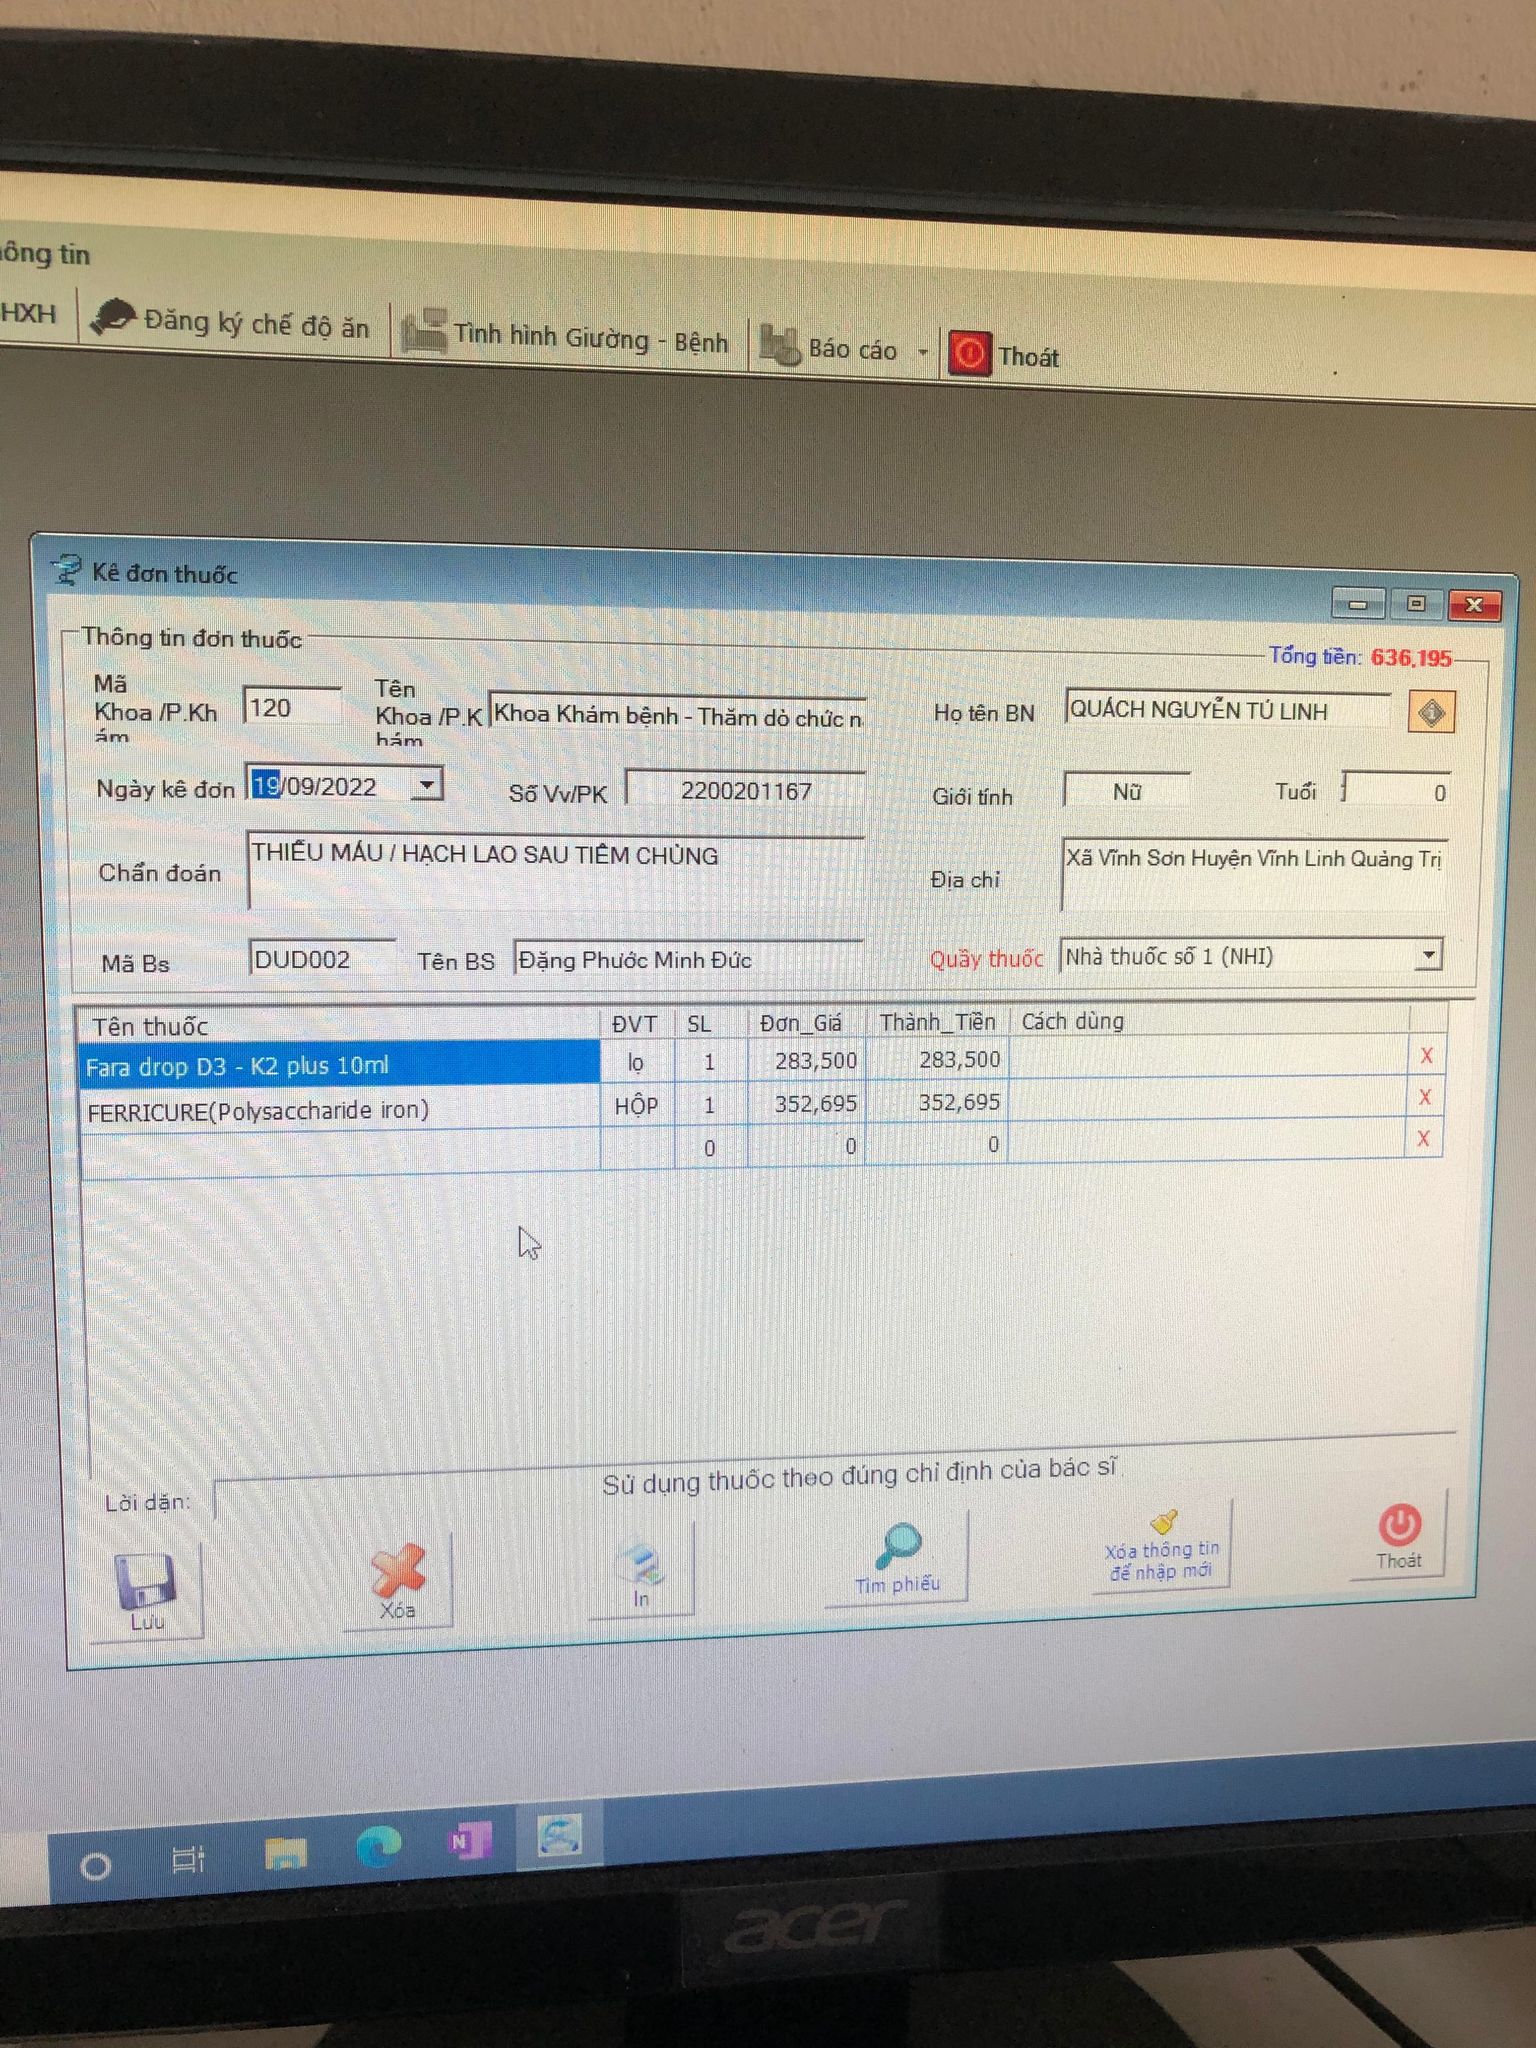 ông tin
HXH
Đăng ký chế độ ăn
Tình hình Giường - Bệnh
Báo cáo
Thoát
Kê đơn thuốc
Thông tin đơn thuốc
Tổng tiền: 636,195
Mã Khoa /P.Kh ám
120
Tên Khoa /P.K hám
Khoa Khám bệnh - Thăm dò chức n
Họ tên BN
QUÁCH NGUYỄN TÚ LINH
Ngày kê đơn
19/09/2022
Số Vv/PK
2200201167
Giới tính
Nữ
Tuổi
0
Chẩn đoán
THIẾU MÁU / HẠCH LAO SAU TIÊM CHỦNG
Địa chỉ
Xã Vĩnh Sơn Huyện Vĩnh Linh Quảng Trị
Mã Bs
DUD002
Tên BS
Đặng Phước Minh Đức
Quầy thuốc
Nhà thuốc số 1 (NHI)
Tên thuốc ĐVT SL Đơn_Giá Thành_Tiền Cách dùng
Fara drop D3 - K2 plus 10ml lọ 1 283,500 283,500 X
FERRICURE(Polysaccharide iron) HỘP 1 352,695 352,695 X
0 0 0 X
Lời dặn:
Sử dụng thuốc theo đúng chỉ định của bác sĩ
Lưu
Xóa
In
Tìm phiếu
Xóa thông tin
để nhập mới
Thoát
N
acer